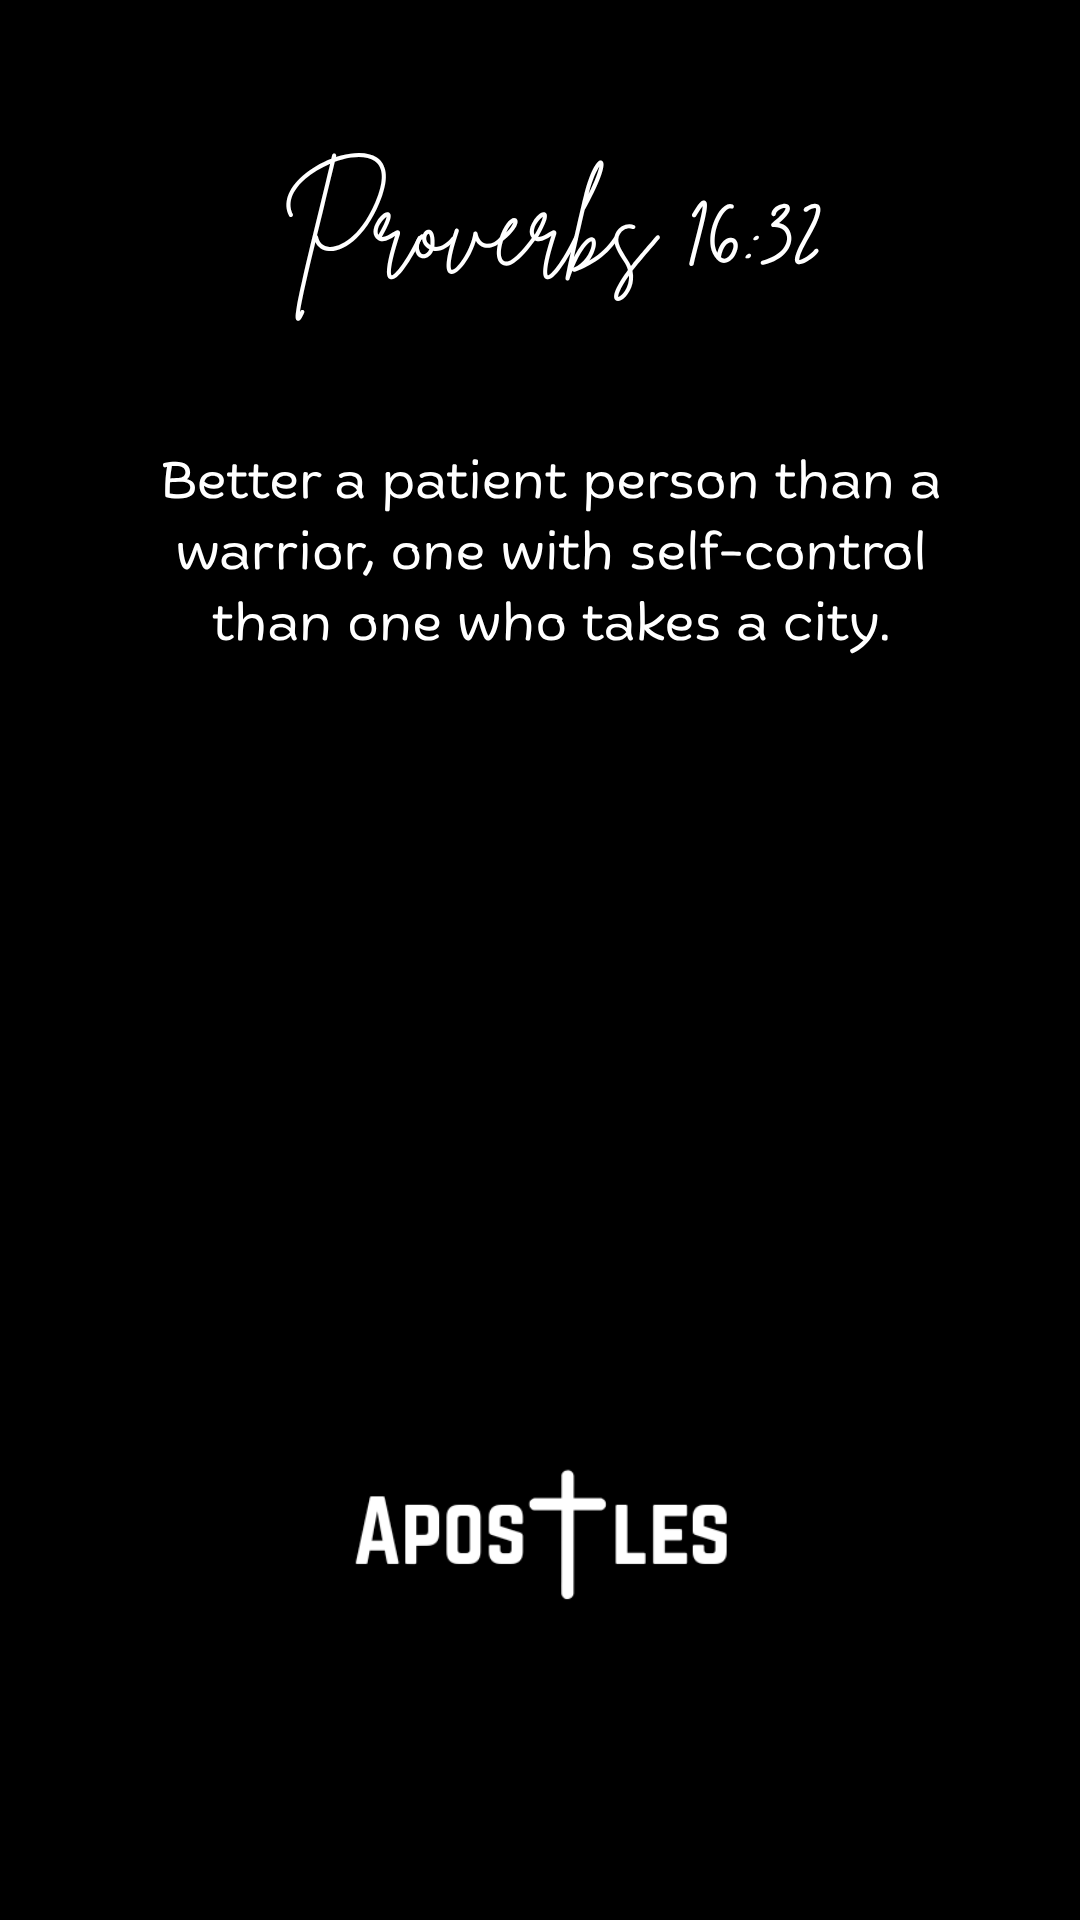 Proverbs 16:32
Better a patient person than a
warrior, one with self-control
than one who takes a city.
APOSTLES